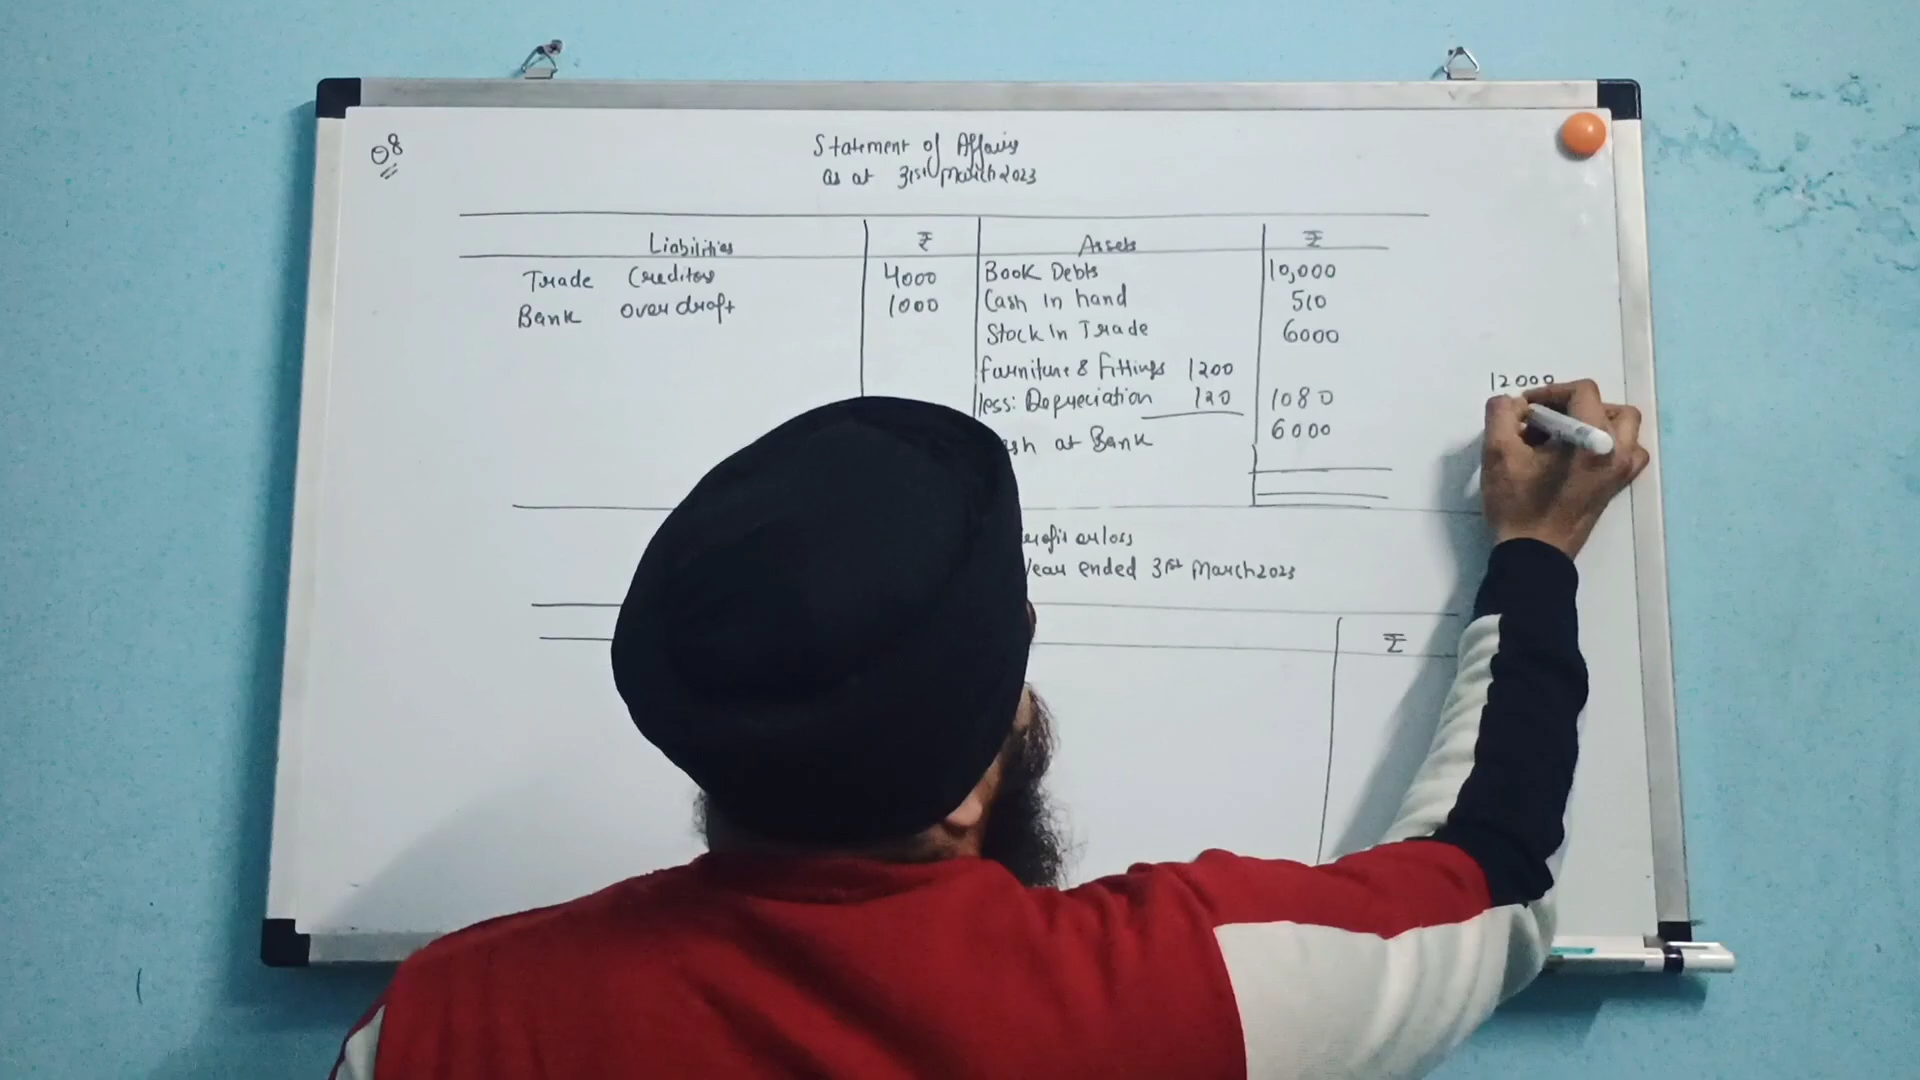 Q8
Statement of Affairs
as at 31st March 2023
Liabilities ₹ Assets ₹
Trade Creditors 4000 Book Debts 10,000
Bank overdraft 1000 Cash in hand 510
Stock In Trade 6000
furniture & fittings 1200
less: Depreciation 120 1080
at Bank 6000
12000
or loss
Year ended 31st March 2023
₹